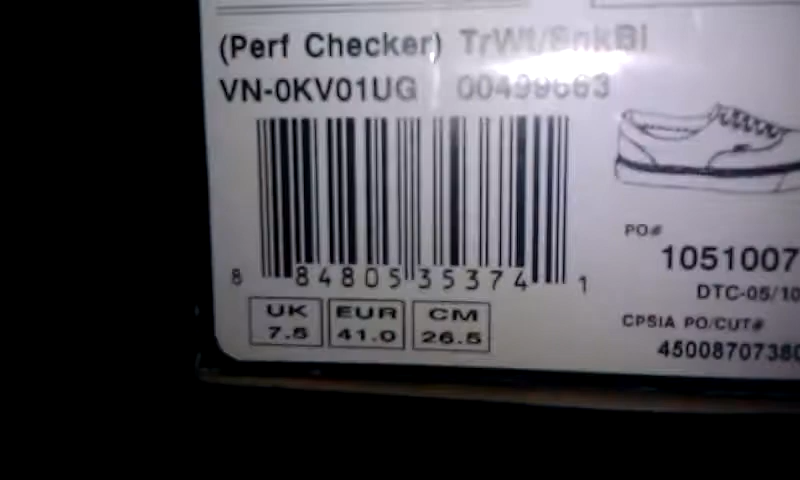 (Perf Checker) TrWt/SnkBl
VN-0KV01UG 00499663
8 84805 35374 1
UK EUR CM
7.5 41.0 26.5
PO#
1051007
DTC-05/10
CPSIA PO/CUT#
45008707380